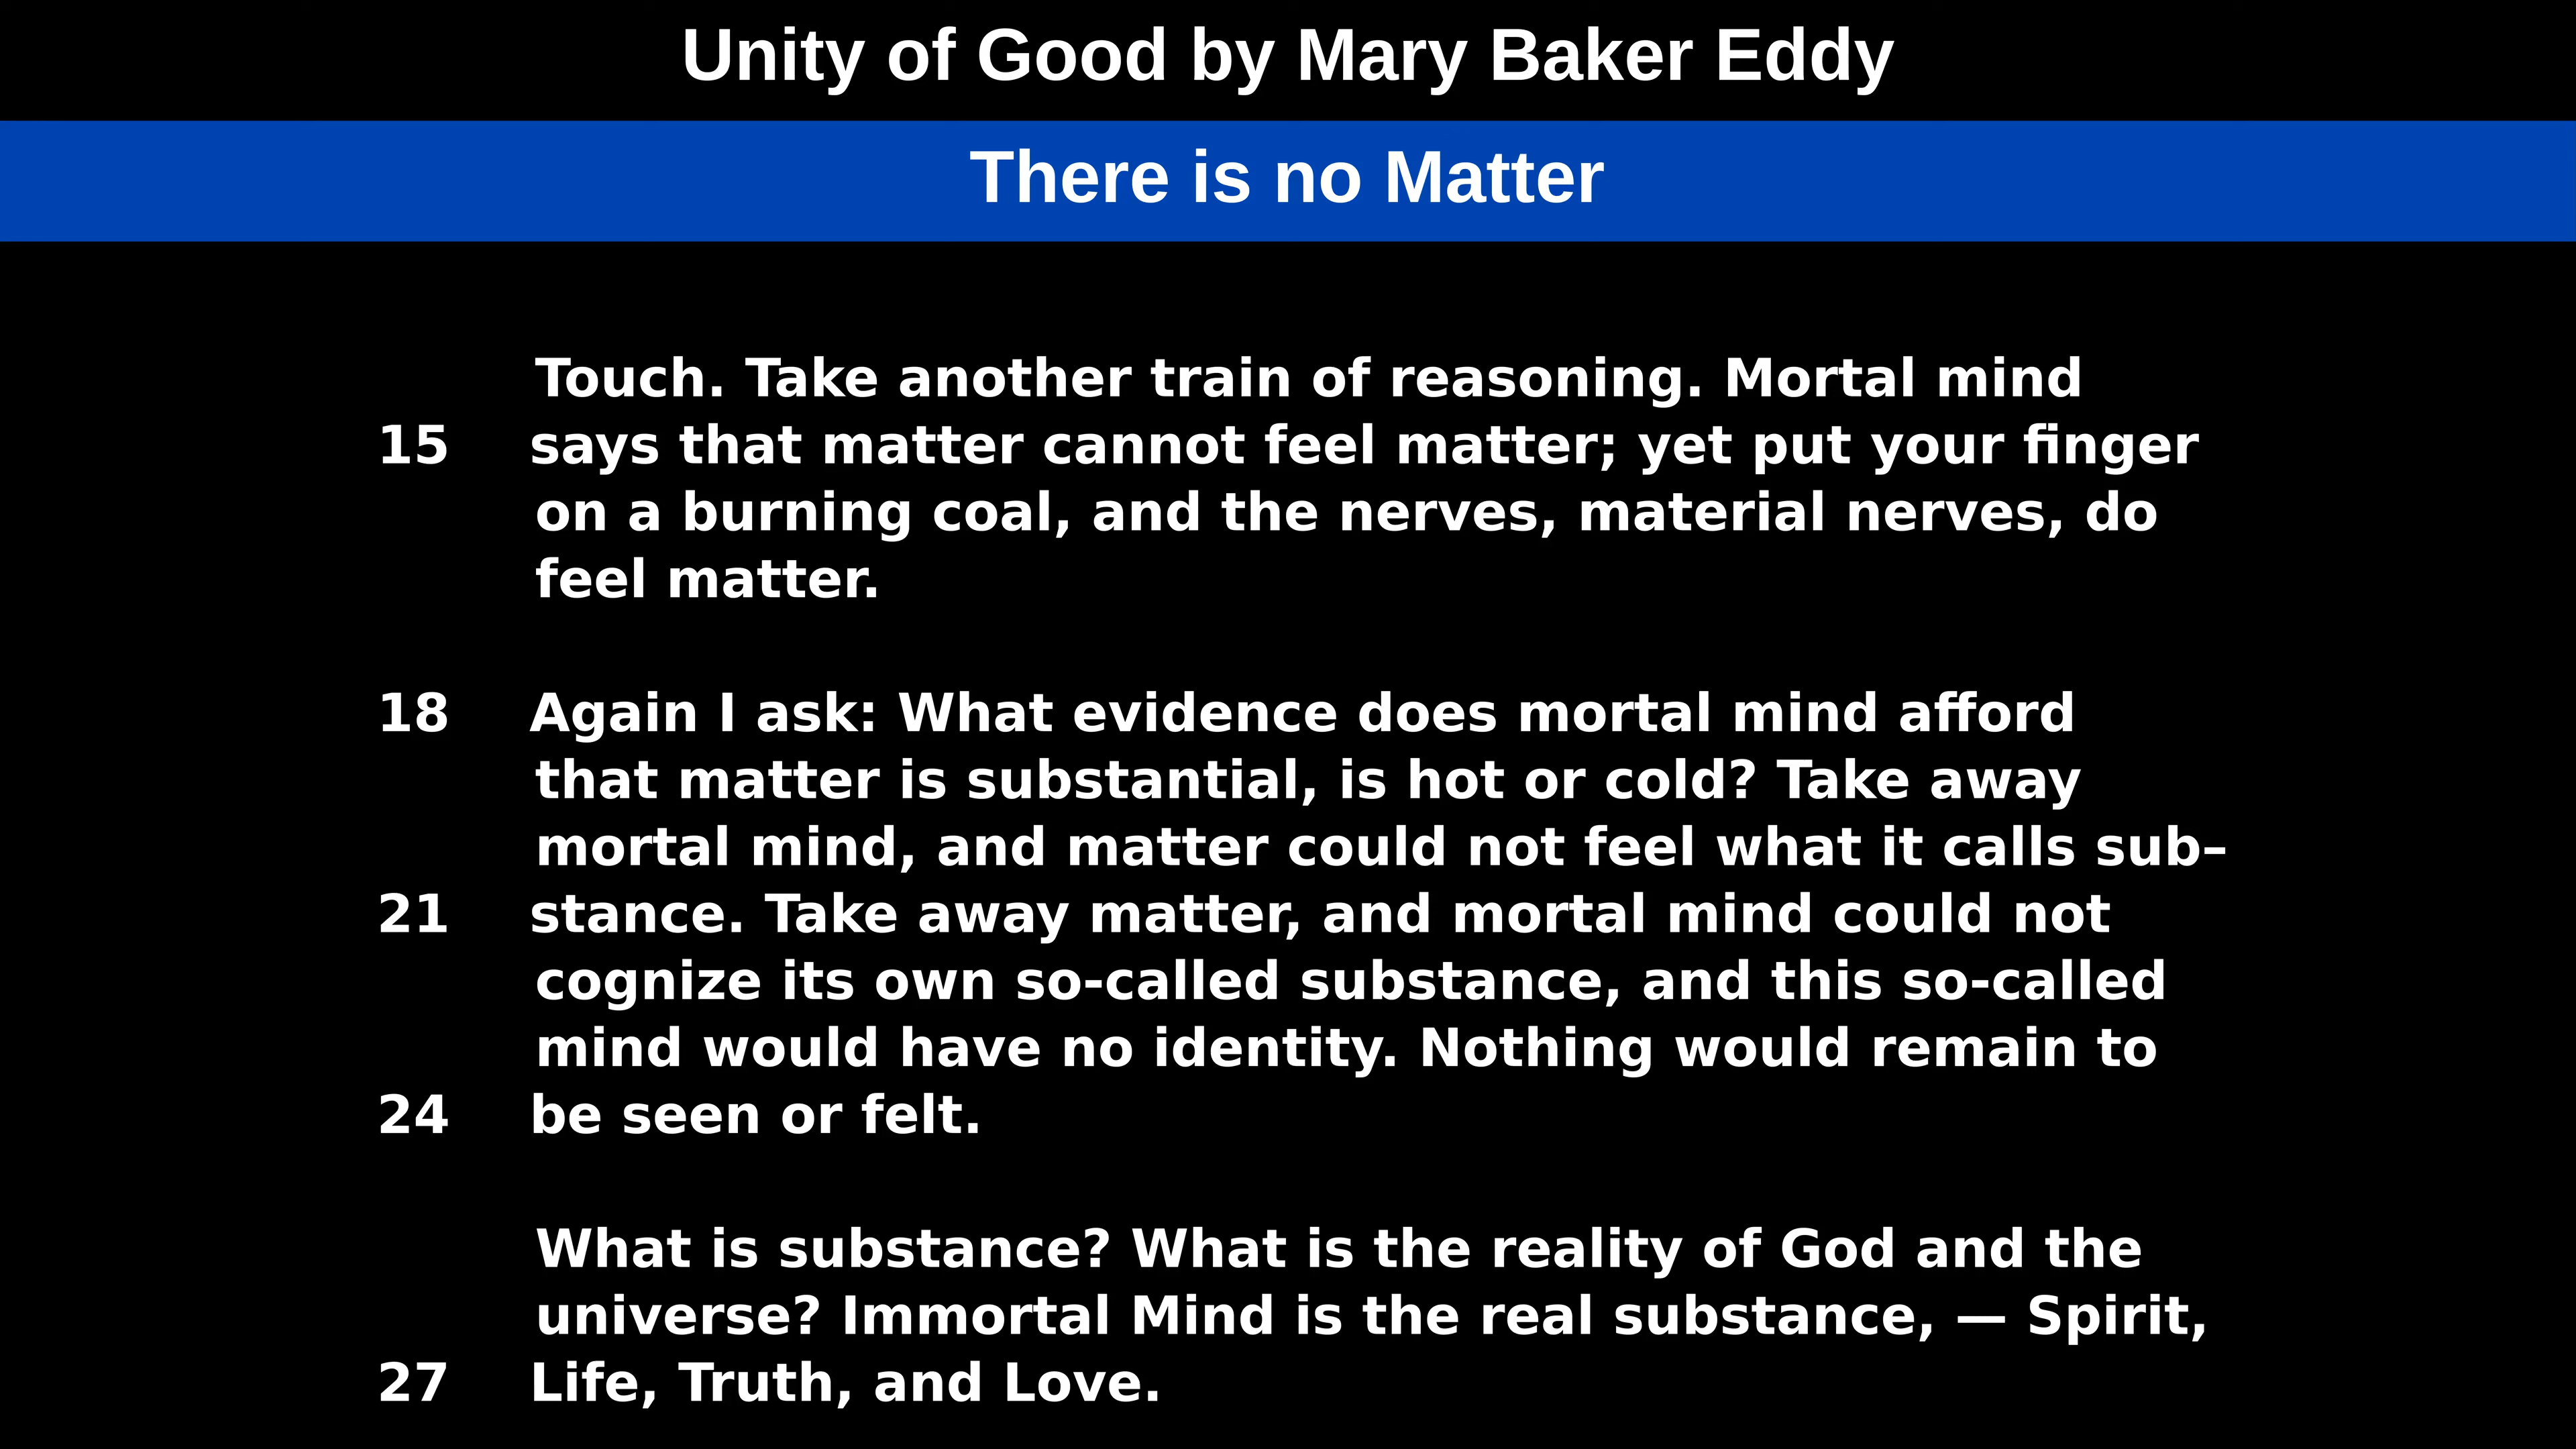 Unity of Good by Mary Baker Eddy
There is no Matter
Touch. Take another train of reasoning. Mortal mind
15 says that matter cannot feel matter; yet put your finger
on a burning coal, and the nerves, material nerves, do
feel matter.
18 Again I ask: What evidence does mortal mind afford
that matter is substantial, is hot or cold? Take away
mortal mind, and matter could not feel what it calls sub–
21 stance. Take away matter, and mortal mind could not
cognize its own so-called substance, and this so-called
mind would have no identity. Nothing would remain to
24 be seen or felt.
What is substance? What is the reality of God and the
universe? Immortal Mind is the real substance, — Spirit,
27 Life, Truth, and Love.